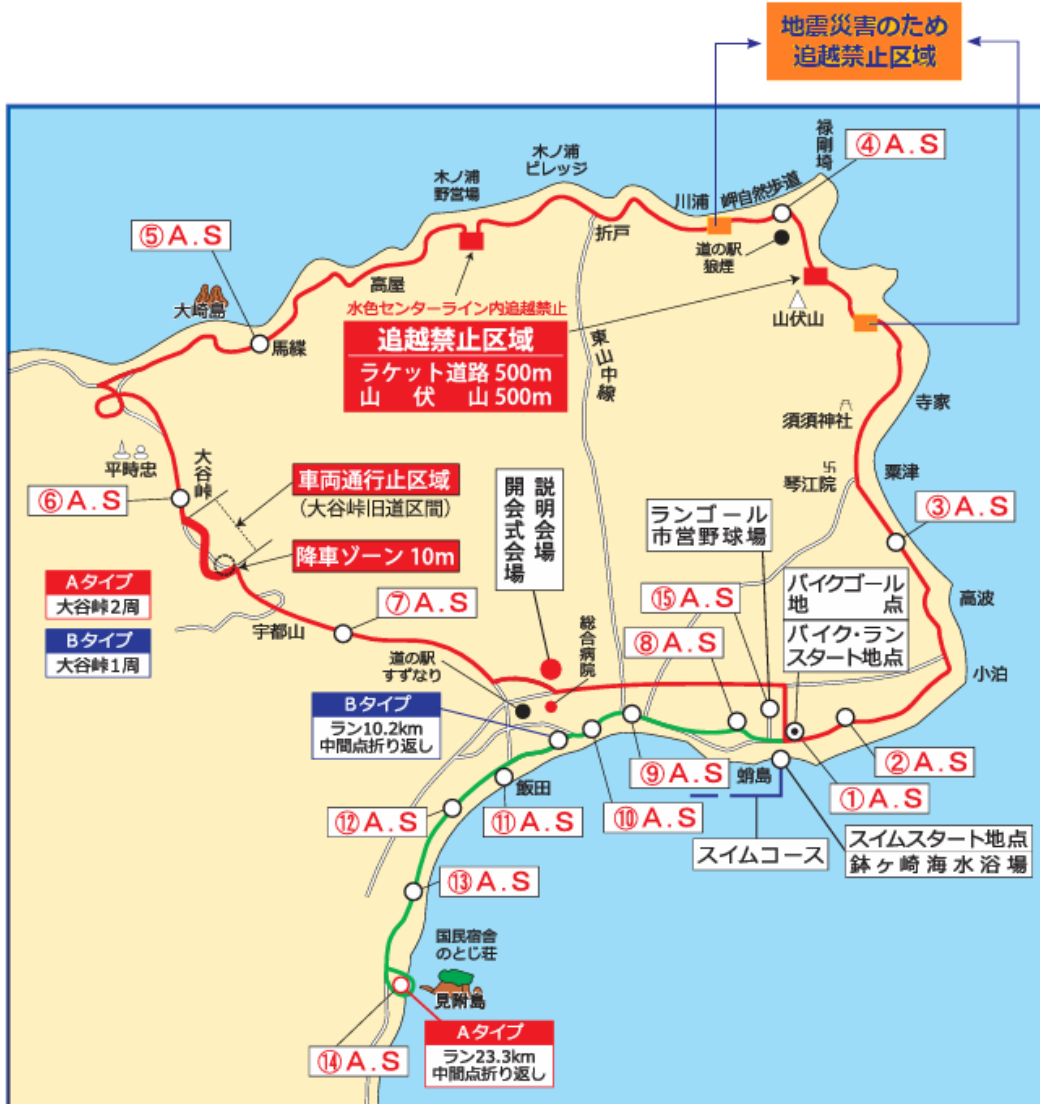 地震災害のため
追越禁止区域
禄剛埼
④A.S
木ノ浦
ビレッジ
木ノ浦
野営場
川浦
岬自然歩道
⑤A.S
折戸
道の駅
狼煙
高屋
大崎島
水色センターライン内追越禁止
追越禁止区域
ラケット道路 500m
山伏山 500m
山伏山
馬緤
東山中線
寺家
須須神社
平時忠
大谷峠
琴江院
粟津
⑥A.S
車両通行止区域
(大谷峠旧道区間)
説明会場
開会式会場
ランゴール
市営野球場
③A.S
降車ゾーン 10m
Aタイプ
大谷峠2周
バイクゴール
地点
高波
⑦A.S
⑮A.S
Bタイプ
大谷峠1周
宇都山
総合病院
⑧A.S
バイク・ラン
スタート地点
道の駅
すずなり
小泊
Bタイプ
ラン10.2km
中間点折り返し
⑨A.S
蛸島
②A.S
飯田
①A.S
⑫A.S
⑪A.S
⑩A.S
スイムコース
スイムスタート地点
鉢ヶ崎海水浴場
⑬A.S
国民宿舎
のとじ荘
見附島
Aタイプ
ラン23.3km
中間点折り返し
⑭A.S